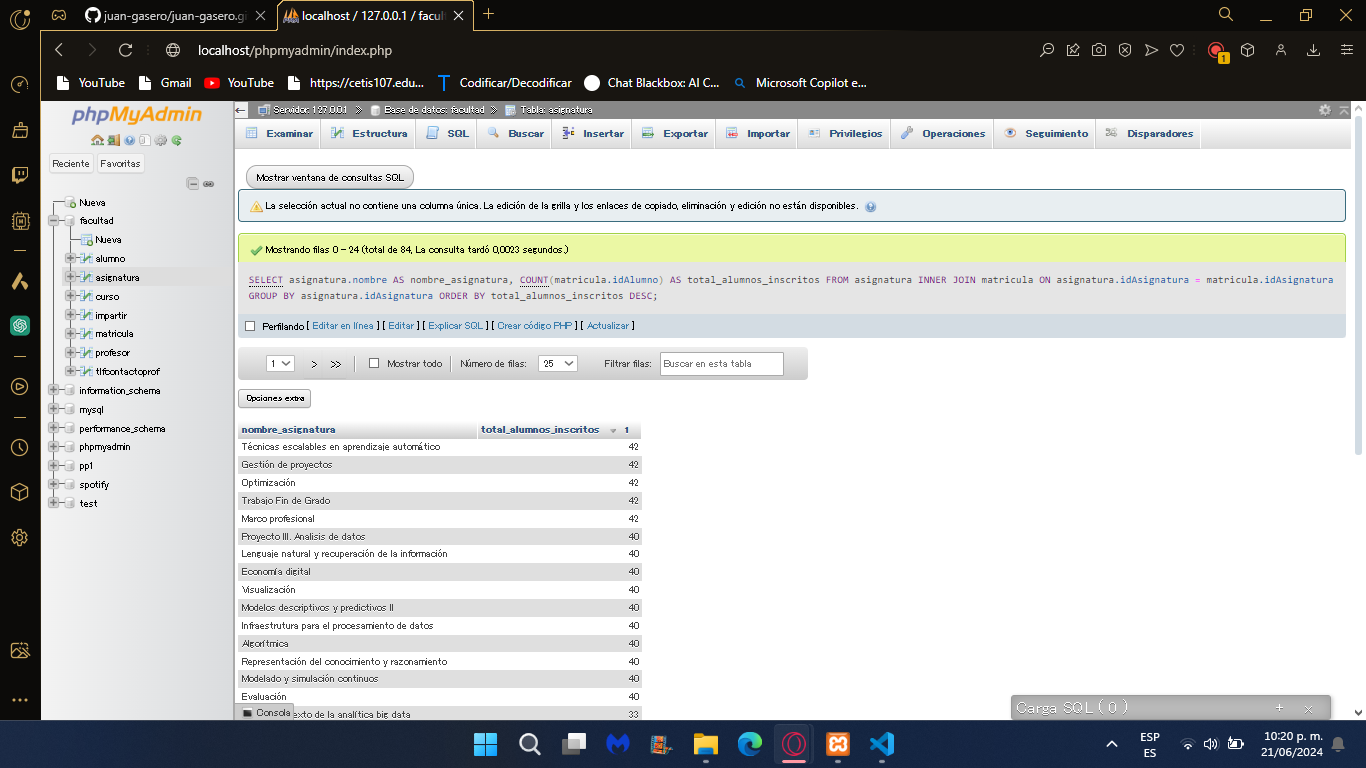 juan-gasero/juan-gasero.gi
localhost / 127.0.0.1 / facul
localhost/phpmyadmin/index.php
1
YouTube
Gmail
YouTube
https://cetis107.edu...
Codificar/Decodificar
Chat Blackbox: AI C...
Microsoft Copilot e...
phpMyAdmin
Reciente
Favoritas
Nueva
facultad
Nueva
alumno
asignatura
curso
impartir
matricula
profesor
tlfcontactoprof
information_schema
mysql
performance_schema
phpmyadmin
pp1
spotify
test
Servidor: 127.0.0.1 » Base de datos: facultad » Tabla: asignatura
Examinar
Estructura
SQL
Buscar
Insertar
Exportar
Importar
Privilegios
Operaciones
Seguimiento
Disparadores
Mostrar ventana de consultas SQL
La selección actual no contiene una columna única. La edición de la grilla y los enlaces de copiado, eliminación y edición no están disponibles.
Mostrando filas 0 - 24 (total de 84, La consulta tardó 0,0023 segundos.)
SELECT asignatura.nombre AS nombre_asignatura, COUNT(matricula.idAlumno) AS total_alumnos_inscritos FROM asignatura INNER JOIN matricula ON asignatura.idAsignatura = matricula.idAsignatura
GROUP BY asignatura.idAsignatura ORDER BY total_alumnos_inscritos DESC;
Perfilando [ Editar en línea ] [ Editar ] [ Explicar SQL ] [ Crear código PHP ] [ Actualizar ]
1 > >> Mostrar todo Número de filas: 25 Filtrar filas: Buscar en esta tabla
Opciones extra
nombre_asignatura total_alumnos_inscritos 1
Técnicas escalables en aprendizaje automático 42
Gestión de proyectos 42
Optimización 42
Trabajo Fin de Grado 42
Marco profesional 42
Proyecto III. Analisis de datos 40
Lenguaje natural y recuperación de la información 40
Economía digital 40
Visualización 40
Modelos descriptivos y predictivos II 40
Infraestrutura para el procesamiento de datos 40
Algorítmica 40
Representación del conocimiento y razonamiento 40
Modelado y simulación continuos 40
Evaluación 40
exto de la analítica big data 33
Consola
Carga SQL ( 0 )
ESP
ES
10:20 p. m.
21/06/2024